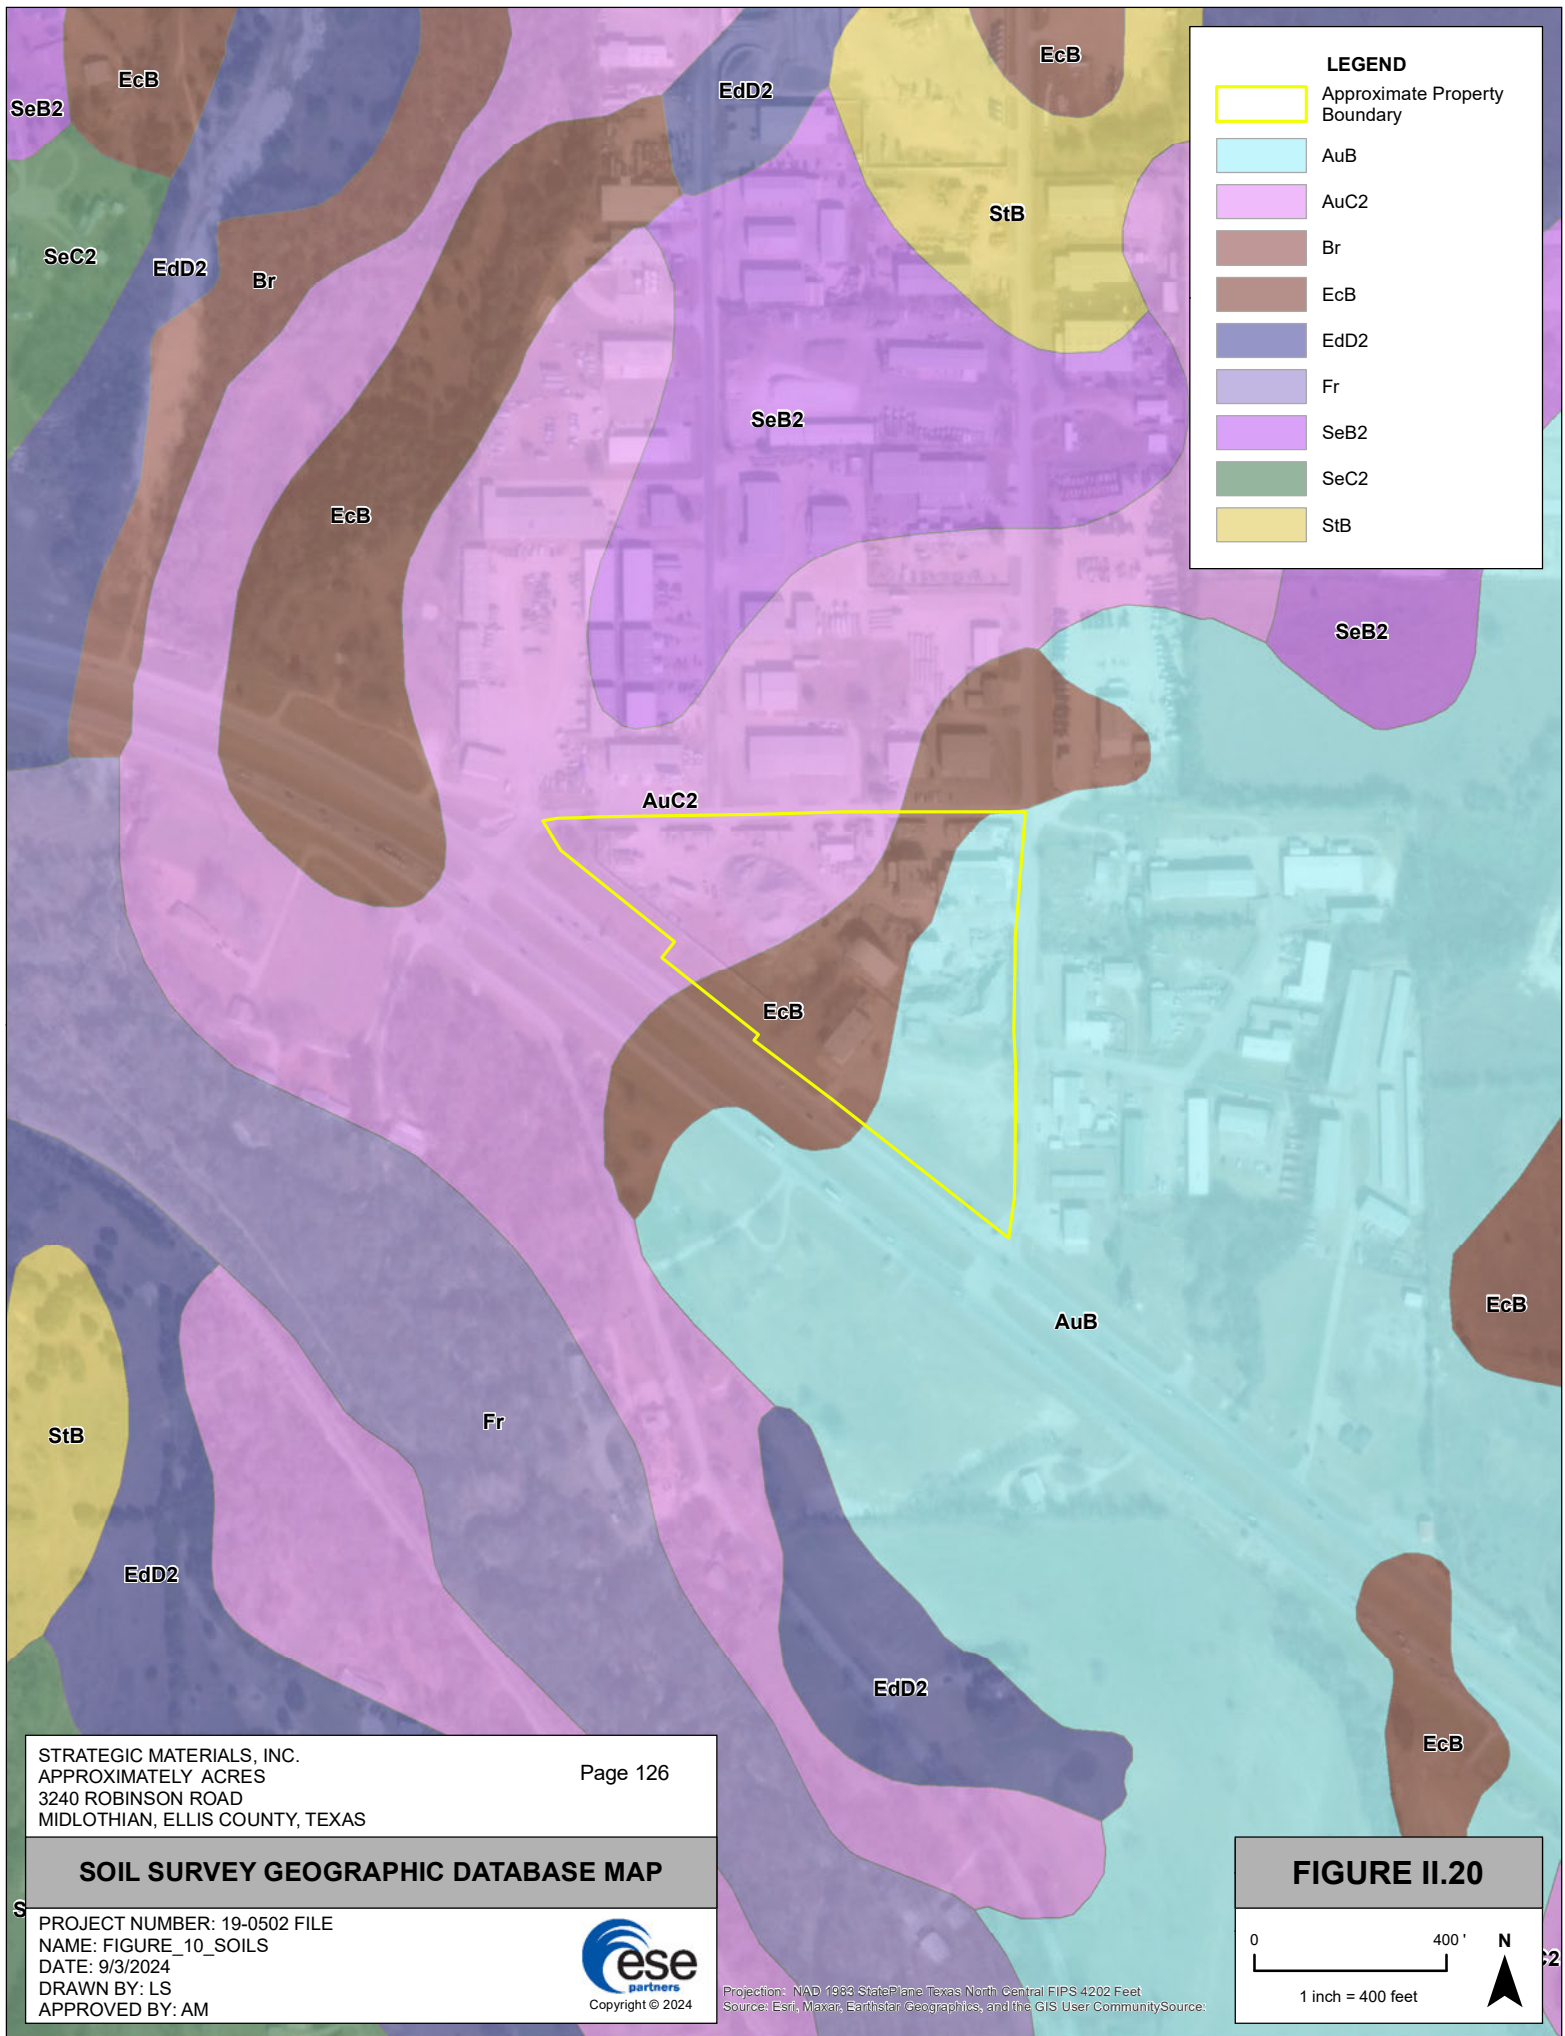 EcB
SeB2
EdD2
EcB
SeC2
EdD2
Br
StB
SeB2
EcB
SeB2
AuC2
EcB
AuB
EcB
StB
Fr
EdD2
EdD2
EcB
S
C2
LEGEND
Approximate Property
Boundary
AuB
AuC2
Br
EcB
EdD2
Fr
SeB2
SeC2
StB
STRATEGIC MATERIALS, INC.
APPROXIMATELY ACRES
3240 ROBINSON ROAD
MIDLOTHIAN, ELLIS COUNTY, TEXAS
Page 126
SOIL SURVEY GEOGRAPHIC DATABASE MAP
PROJECT NUMBER: 19-0502 FILE
NAME: FIGURE_10_SOILS
DATE: 9/3/2024
DRAWN BY: LS
APPROVED BY: AM
ese
partners
Copyright © 2024
Projection: NAD 1983 StatePlane Texas North Central FIPS 4202 Feet
Source: Esri, Maxar, Earthstar Geographics, and the GIS User CommunitySource:
FIGURE II.20
0 400 '
N
1 inch = 400 feet